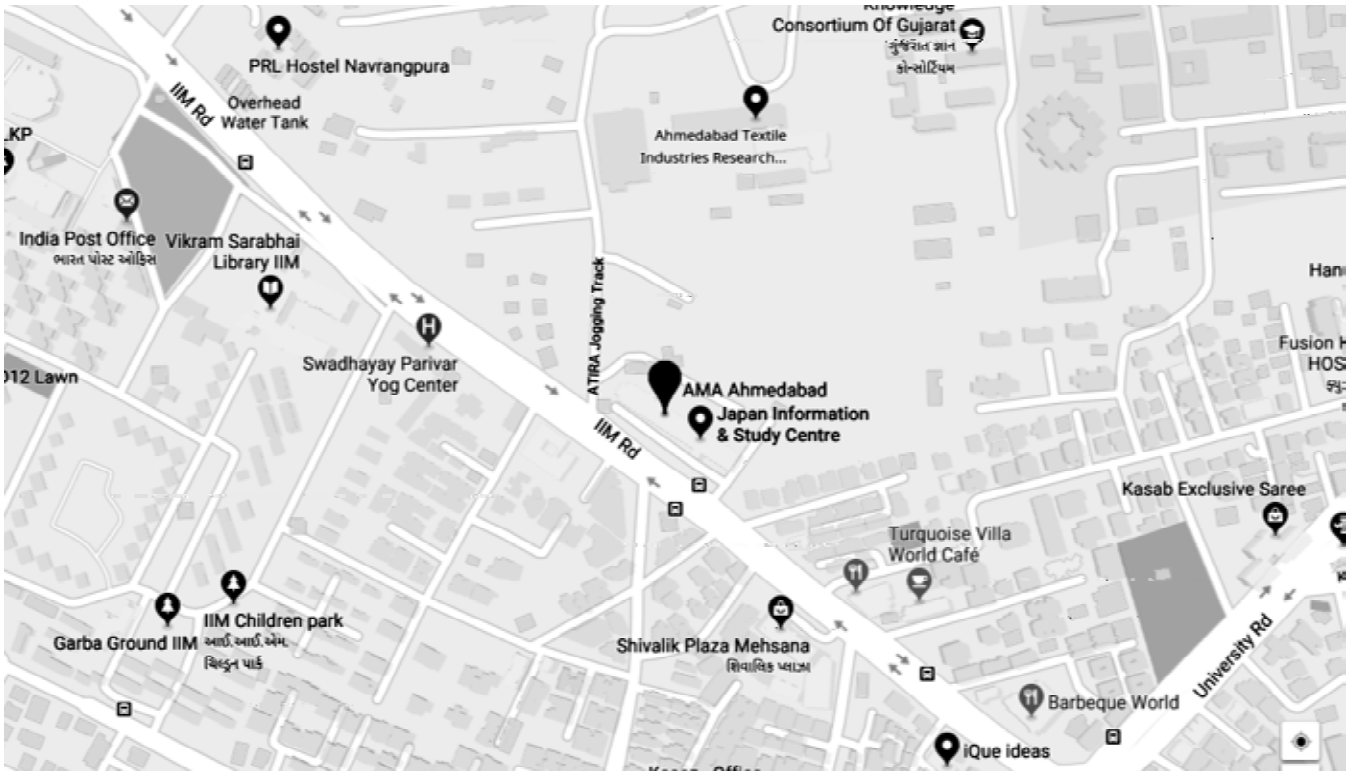 Knowledge
Consortium Of Gujarat
ગુજરાત જ્ઞાન
કોન્સોર્ટિયમ
PRL Hostel Navrangpura
IIM Rd
Overhead
Water Tank
Ahmedabad Textile
Industries Research...
LKP
India Post Office
ભારત પોસ્ટ ઓફિસ
Vikram Sarabhai
Library IIM
ATIRA Jogging Track
Swadhayay Parivar
Yog Center
012 Lawn
AMA Ahmedabad
Japan Information
& Study Centre
IIM Rd
Fusion H
HOS
Kasab Exclusive Saree
Turquoise Villa
World Café
IIM Children park
આઈ.આઈ.એમ.
ચિલ્ડ્રન પાર્ક
Garba Ground IIM
Shivalik Plaza Mehsana
શિવાલિક પ્લાઝા
University Rd
Barbeque World
iQue ideas